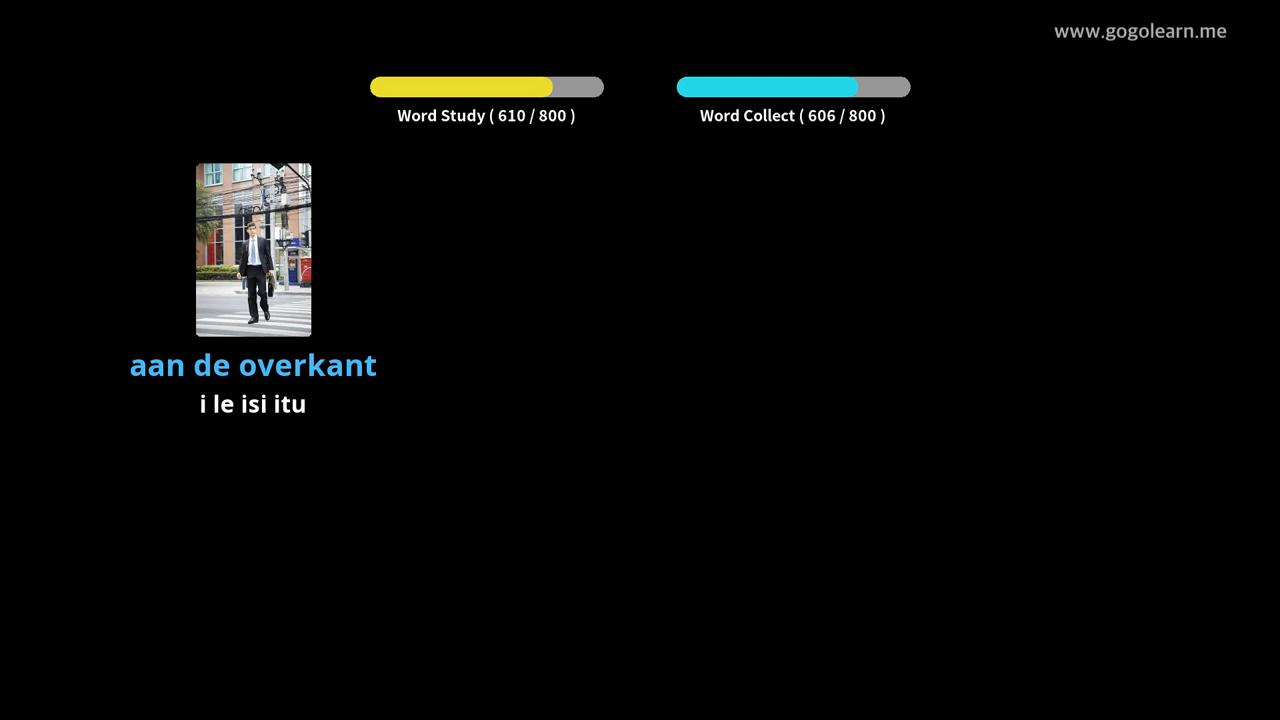 www.gogolearn.me
Word Study ( 610 / 800 )
Word Collect ( 606 / 800 )
aan de overkant
i le isi itu